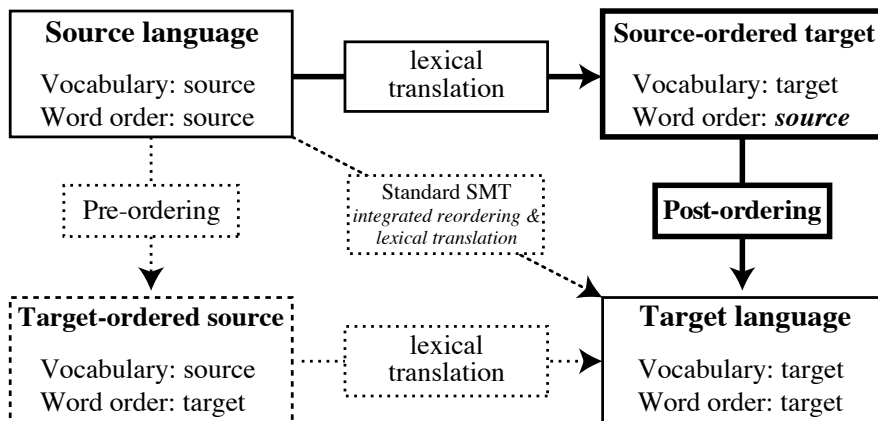 Source language
Vocabulary: source
Word order: source
lexical
translation
Source-ordered target
Vocabulary: target
Word order: source
Pre-ordering
Standard SMT
integrated reordering &
lexical translation
Post-ordering
Target-ordered source
Vocabulary: source
Word order: target
lexical
translation
Target language
Vocabulary: target
Word order: target